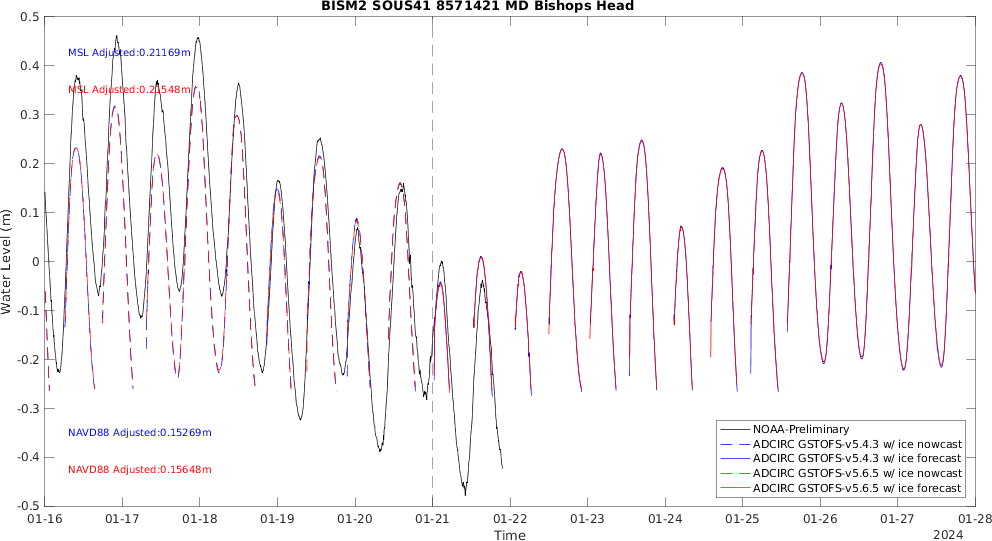 BISM2 SOUS41 8571421 MD Bishops Head
Water Level (m)
0.5
0.4
0.3
0.2
0.1
0
-0.1
-0.2
-0.3
-0.4
-0.5
MSL Adjusted:0.21169m
MSL Adjusted:0.21548m
NAVD88 Adjusted:0.15269m
NAVD88 Adjusted:0.15648m
NOAA-Preliminary
ADCIRC GSTOFS-v5.4.3 w/ ice nowcast
ADCIRC GSTOFS-v5.4.3 w/ ice forecast
ADCIRC GSTOFS-v5.6.5 w/ ice nowcast
ADCIRC GSTOFS-v5.6.5 w/ ice forecast
01-16 01-17 01-18 01-19 01-20 01-21 01-22 01-23 01-24 01-25 01-26 01-27 01-28
Time
2024